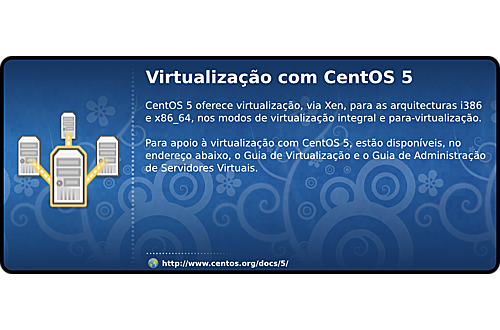 Virtualização com CentOS 5
CentOS 5 oferece virtualização, via Xen, para as arquitecturas i386
e x86_64, nos modos de virtualização integral e para-virtualização.
Para apoio à virtualização com CentOS 5, estão disponíveis, no
endereço abaixo, o Guia de Virtualização e o Guia de Administração
de Servidores Virtuais.
http://www.centos.org/docs/5/